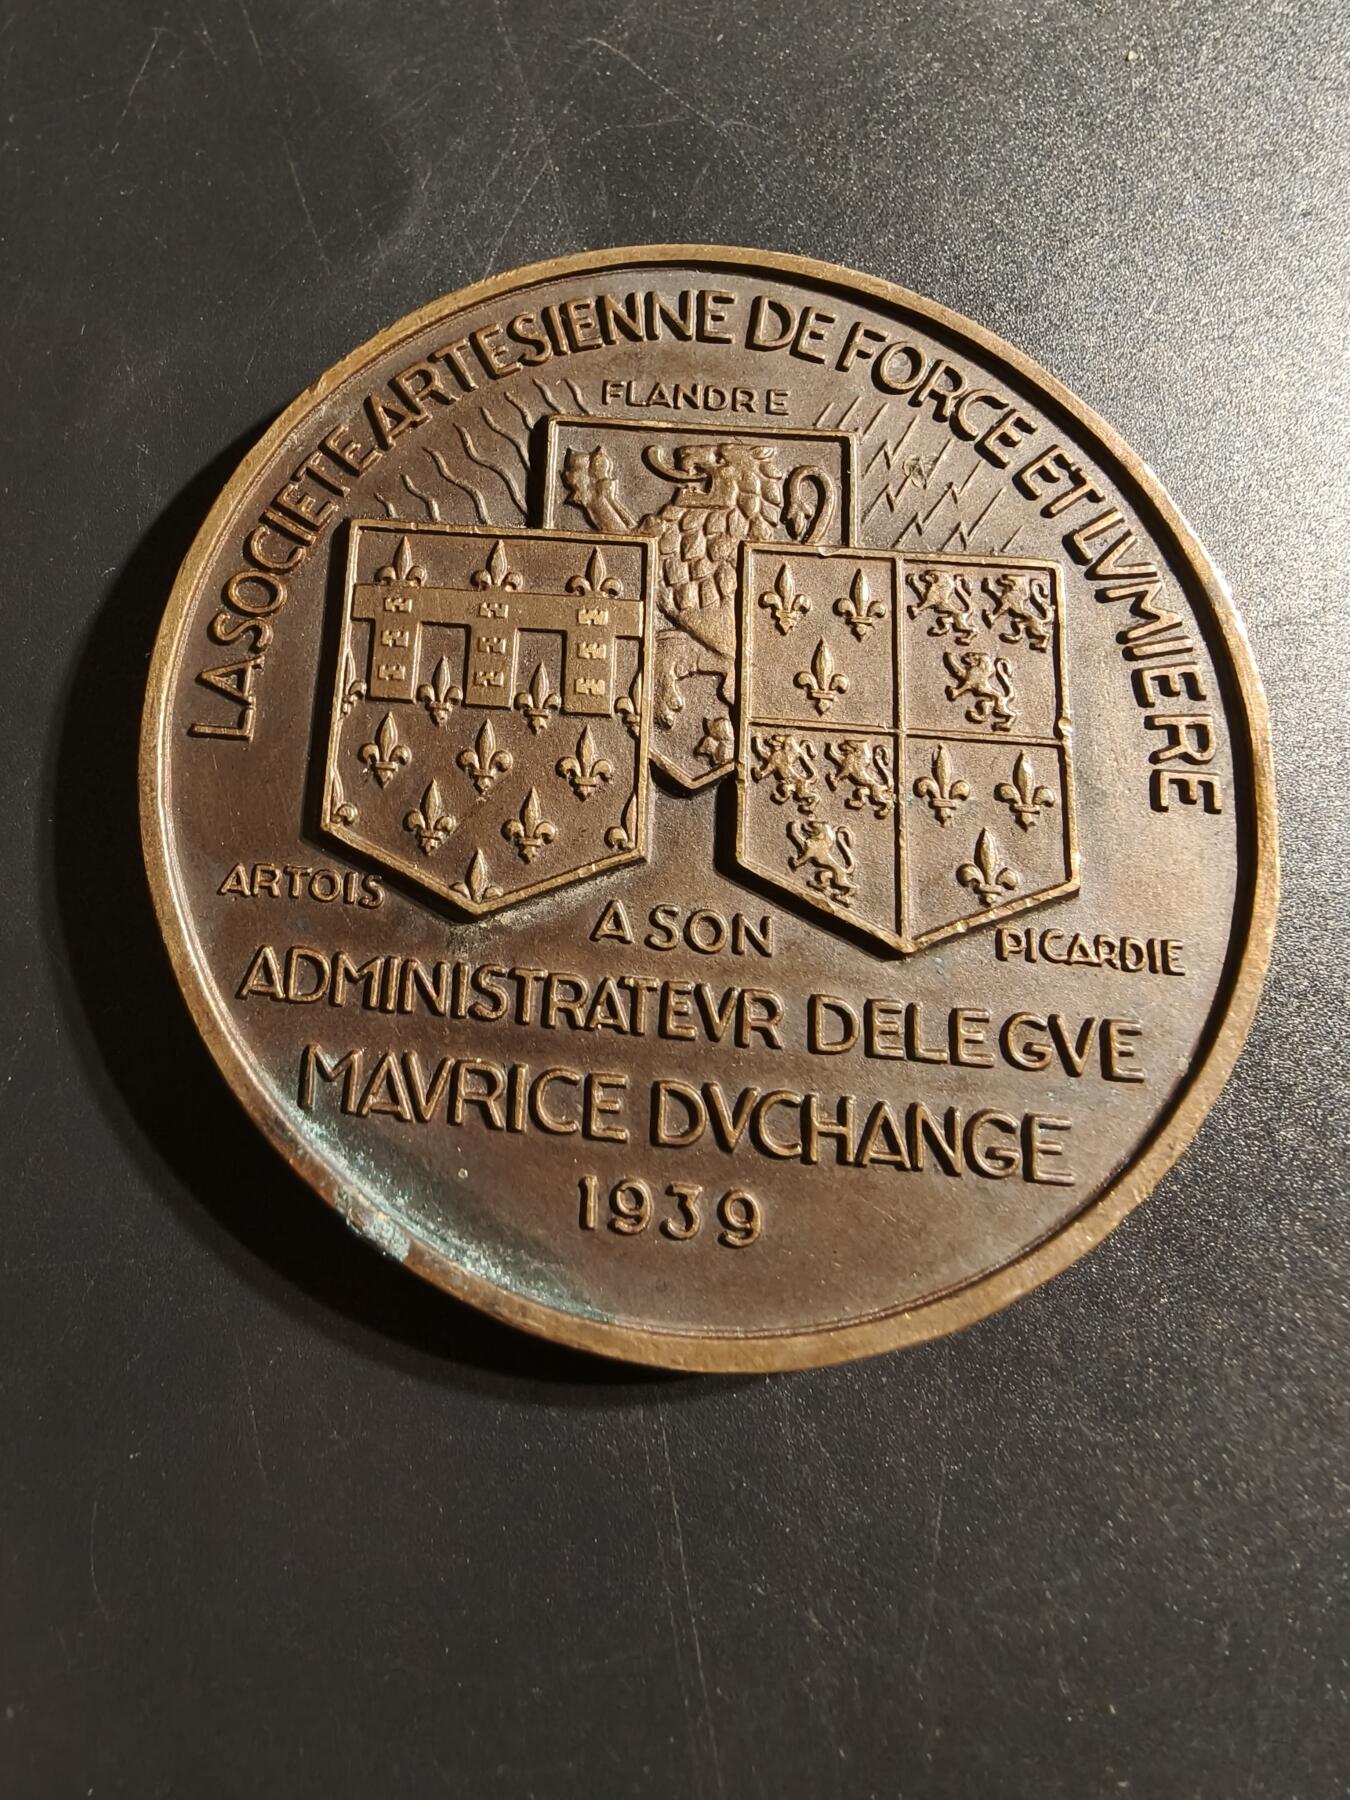 LA SOCIETE ARTESIENNE DE FORCE ET LVMIERE
FLANDRE
ARTOIS
PICARDIE
A SON
ADMINISTRATEVR DELEGVE
MAVRICE DVCHANGE
1939